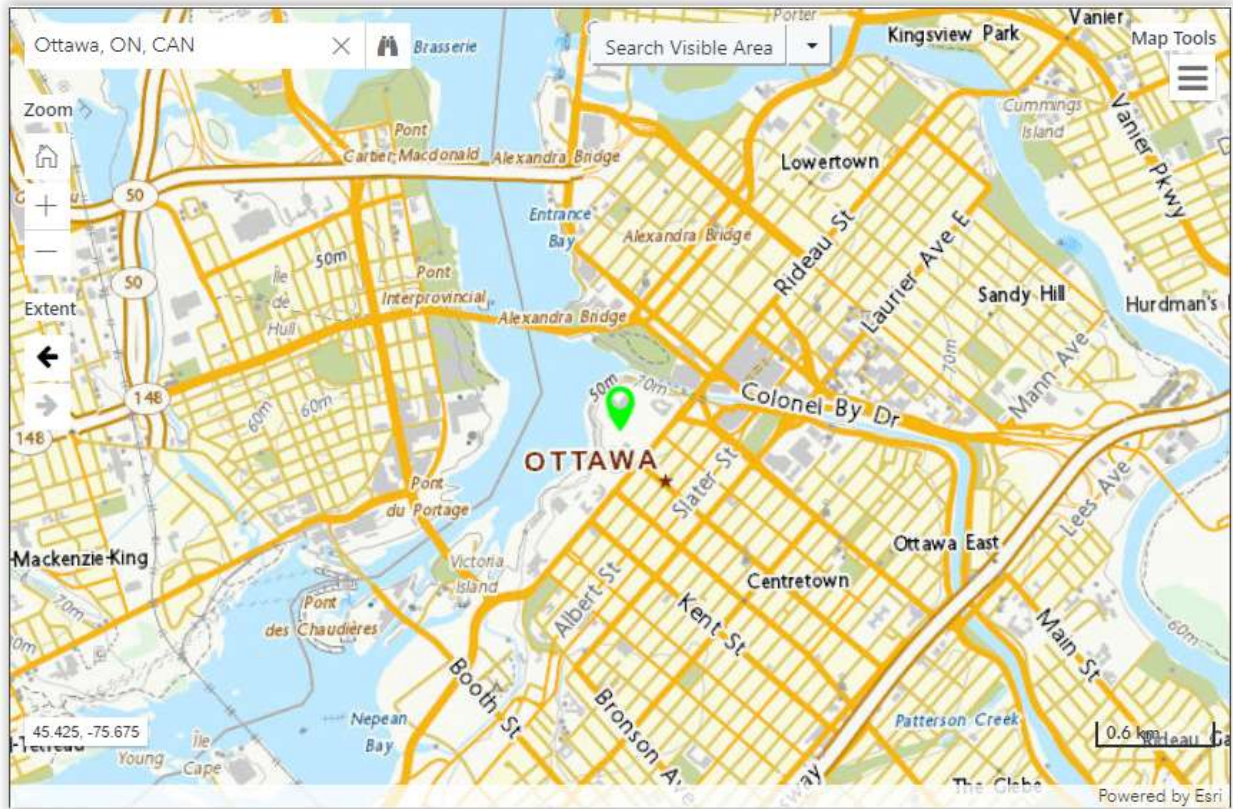 Ottawa, ON, CAN
Brasserie
Search Visible Area
Porter
Kingsview Park
Vanier
Map Tools
Zoom
Pont
Cartier-Macdonald
Alexandra Bridge
Lowertown
Cummings
Island
Vanier Pkwy
50
Entrance
Bay
Alexandra Bridge
Rideau St
Laurier Ave E
50m
Île
de
Hull
Pont
Interprovincial
Alexandra Bridge
50
Sandy Hill
Hurdman's
Extent
148
148
60m
60m
50m
70m
70m
Mann Ave
Colonel By Dr
OTTAWA
Slater St
Pont
du Portage
Lees Ave
-Mackenzie-King
Victoria
Island
Ottawa East
Centretown
Albert St
Kent St
70m
Pont
des Chaudières
Main St
60m
Booth St
Bronson Ave
Nepean
Bay
Patterson Creek
45.425, -75.675
0.6 km
Young
Île
Cape
The Glebe
Powered by Esri